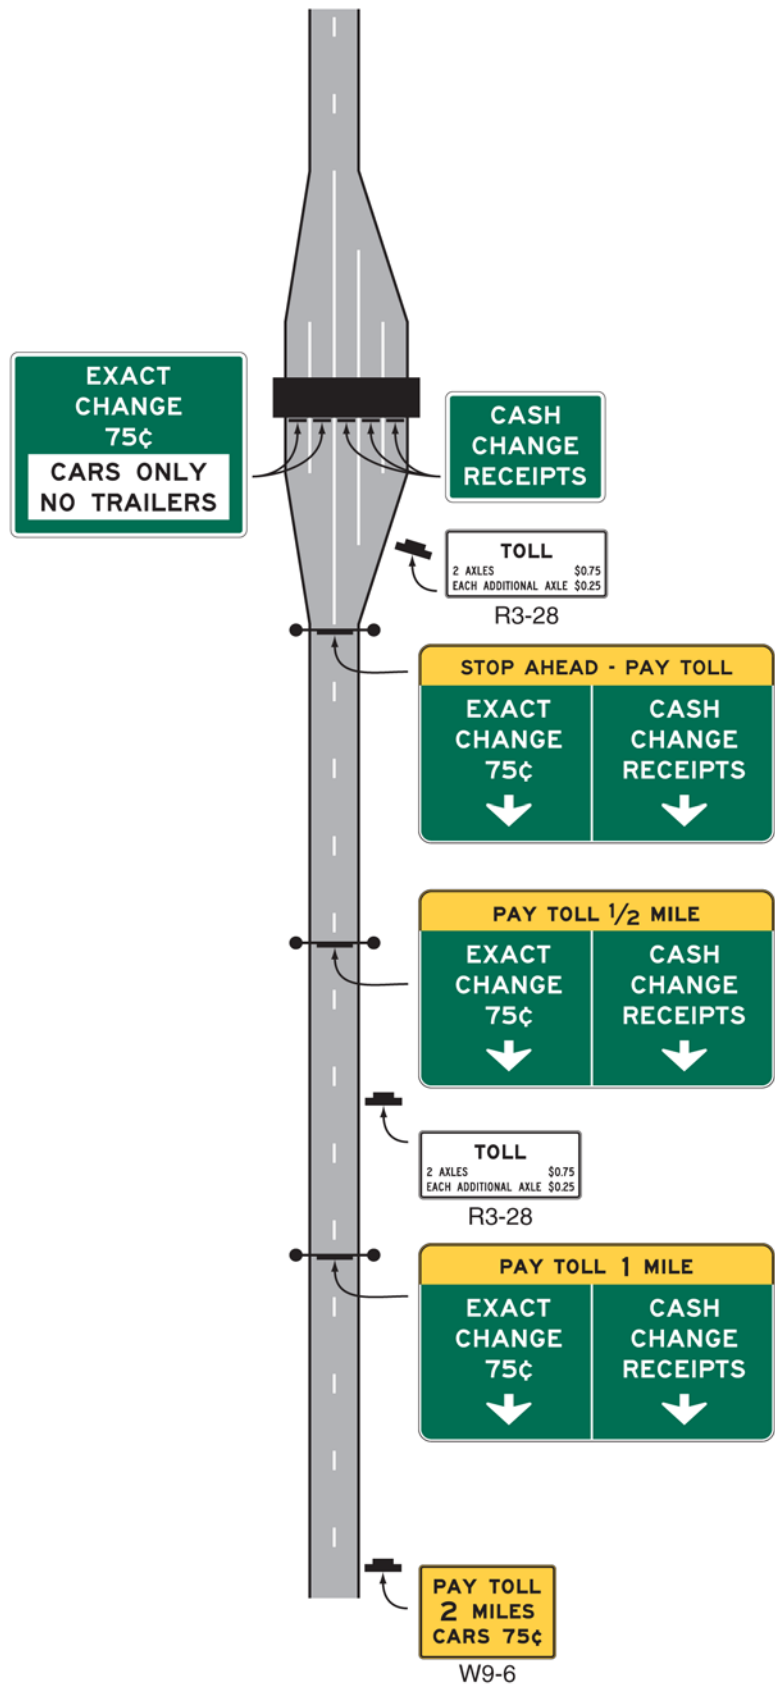 EXACT
CHANGE
75¢
CARS ONLY
NO TRAILERS
CASH
CHANGE
RECEIPTS
TOLL
2 AXLES $0.75
EACH ADDITIONAL AXLE $0.25
R3-28
STOP AHEAD - PAY TOLL
EXACT
CHANGE
75¢
CASH
CHANGE
RECEIPTS
PAY TOLL 1/2 MILE
EXACT
CHANGE
75¢
CASH
CHANGE
RECEIPTS
TOLL
2 AXLES $0.75
EACH ADDITIONAL AXLE $0.25
R3-28
PAY TOLL 1 MILE
EXACT
CHANGE
75¢
CASH
CHANGE
RECEIPTS
PAY TOLL
2 MILES
CARS 75¢
W9-6